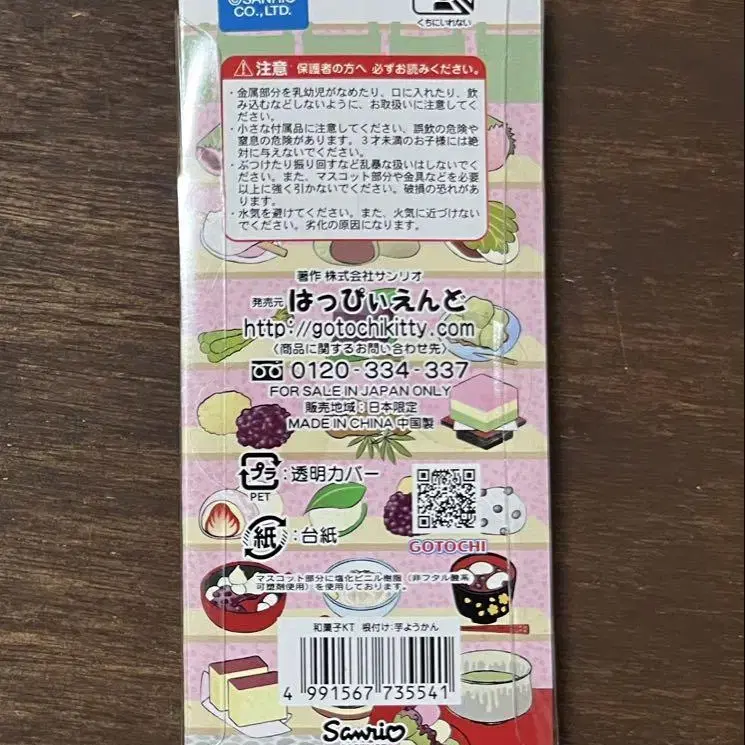 ©SANRIO
CO.,LTD.
くちにいれない
注意 保護者の方へ 必ずお読みください。
・金属部分を乳幼児がなめたり、口に入れたり、飲
み込むなどしないように、お取扱いに注意してく
ださい。
・小さな付属品に注意してください、誤飲の危険や
窒息の危険があります。3才未満のお子様には絶
対に与えないでください。
・ぶつけたり振り回すなど乱暴な扱いはしないでく
ださい。また、マスコット部分や金具などを必要
以上に強く引かないでください。破損の恐れがあ
ります。
・水気を避けてください。また、火気に近づけない
でください。劣化の原因になります。
著作 株式会社サンリオ
発売元 はっぴぃえんど
http://gotochikitty.com
〈商品に関するお問い合わせ先〉
0120-334-337
FOR SALE IN JAPAN ONLY
販売地域:日本限定
MADE IN CHINA 中国製
プラ:透明カバー
PET
紙:台紙
GOTOCHI
マスコット部分に塩化ビニル樹脂(非フタル酸系
可塑剤使用)を使用しております。
和菓子KT 根付け:芋ようかん
4 991567 735541
Sanrio